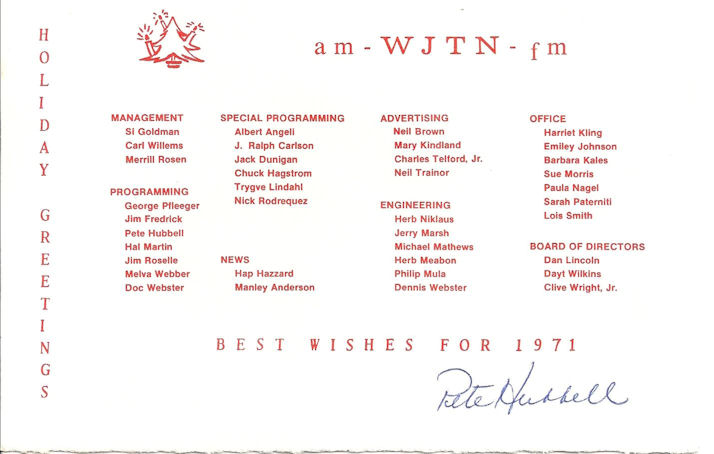 HOLIDAY GREETINGS
am - WJTN - fm
MANAGEMENT
Si Goldman
Carl Willems
Merrill Rosen
PROGRAMMING
George Pfleeger
Jim Fredrick
Pete Hubbell
Hal Martin
Jim Roselle
Melva Webber
Doc Webster
SPECIAL PROGRAMMING
Albert Angeli
J. Ralph Carlson
Jack Dunigan
Chuck Hagstrom
Trygve Lindahl
Nick Rodrequez
NEWS
Hap Hazzard
Manley Anderson
ADVERTISING
Neil Brown
Mary Kindland
Charles Telford, Jr.
Neil Trainor
ENGINEERING
Herb Niklaus
Jerry Marsh
Michael Mathews
Herb Meabon
Philip Mula
Dennis Webster
OFFICE
Harriet Kling
Emiley Johnson
Barbara Kales
Sue Morris
Paula Nagel
Sarah Paterniti
Lois Smith
BOARD OF DIRECTORS
Dan Lincoln
Dayt Wilkins
Clive Wright, Jr.
BEST WISHES FOR 1971
Pete Hubbell